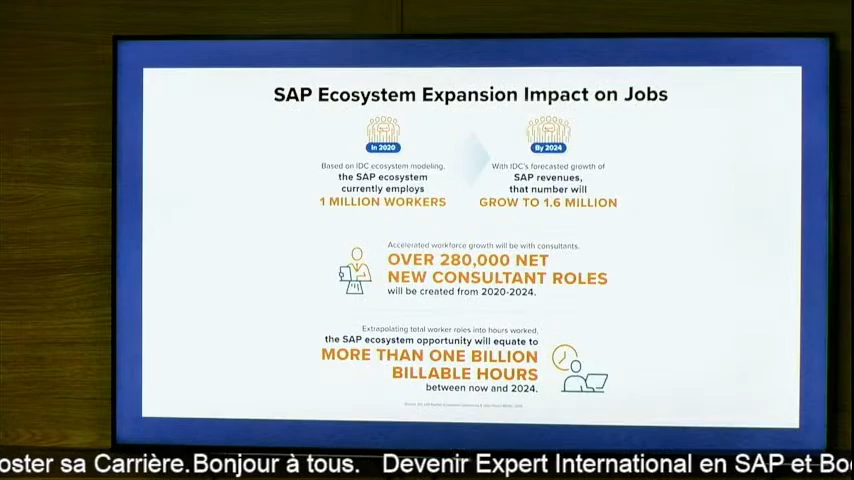 SAP Ecosystem Expansion Impact on Jobs
In 2020
Based on IDC ecosystem modeling,
the SAP ecosystem
currently employs
1 MILLION WORKERS
By 2024
With IDC's forecasted growth of
SAP revenues,
that number will
GROW TO 1.6 MILLION
Accelerated workforce growth will be with consultants.
OVER 280,000 NET
NEW CONSULTANT ROLES
will be created from 2020-2024.
Extrapolating total worker roles into hours worked,
the SAP ecosystem opportunity will equate to
MORE THAN ONE BILLION
BILLABLE HOURS
between now and 2024.
oster sa Carrière.Bonjour à tous. Devenir Expert International en SAP et Boo